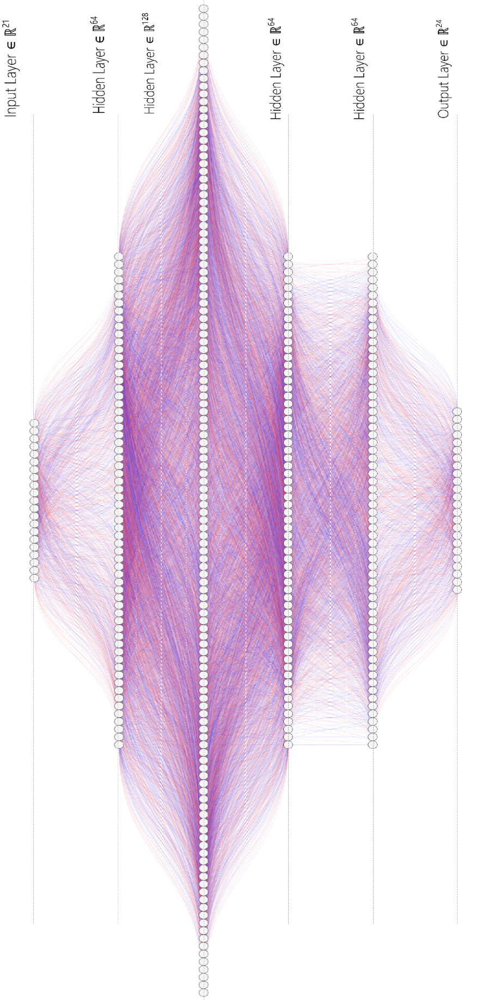 Input Layer ∈ ℝ²¹
Hidden Layer ∈ ℝ⁶⁴
Hidden Layer ∈ ℝ¹²⁸
Hidden Layer ∈ ℝ⁶⁴
Hidden Layer ∈ ℝ⁶⁴
Output Layer ∈ ℝ²⁴